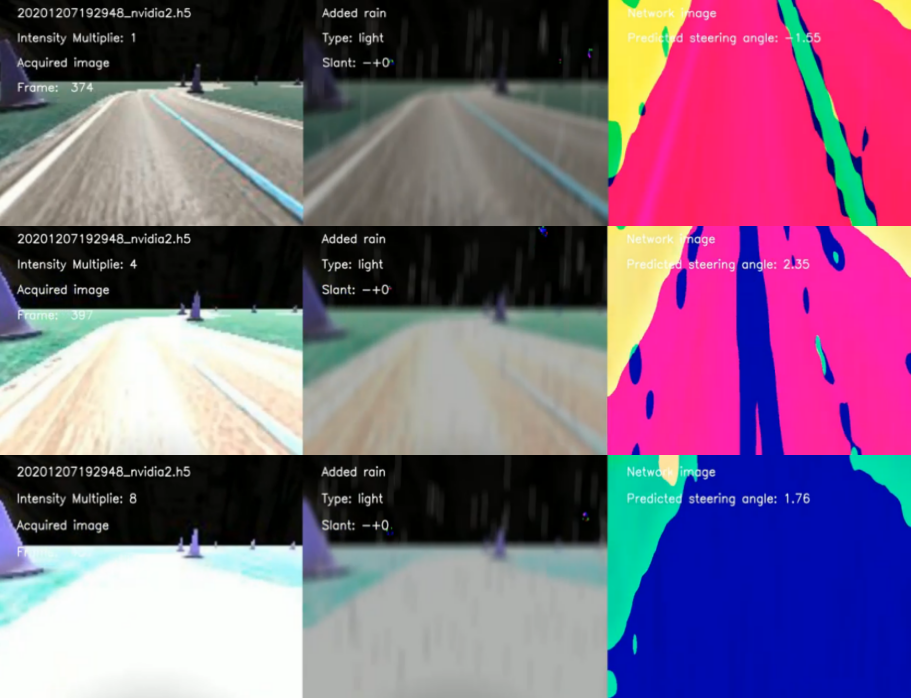 20201207192948_nvidia2.h5
Intensity Multiplie: 1
Acquired image
Frame: 374
Added rain
Type: light
Slant: -+0
Network image
Predicted steering angle: -1.55
20201207192948_nvidia2.h5
Intensity Multiplie: 4
Acquired image
Frame: 397
Added rain
Type: light
Slant: -+0
Network image
Predicted steering angle: 2.35
20201207192948_nvidia2.h5
Intensity Multiplie: 8
Acquired image
Added rain
Type: light
Slant: -+0
Network image
Predicted steering angle: 1.76